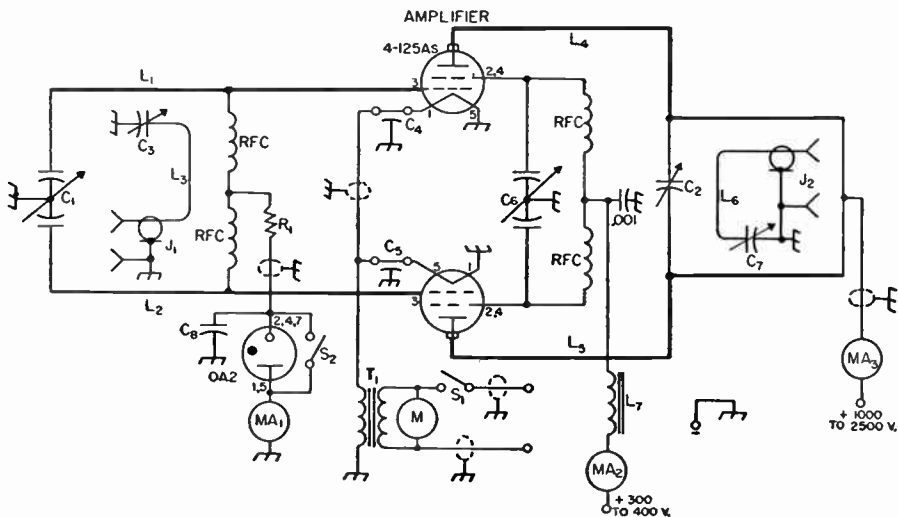 AMPLIFIER
4-125AS
L4
L1
2,4
3
1
5
C4
RFC
RFC
C3
L3
C1
J1
R1
RFC
C6
.001
C2
L6
J2
C7
C5
5
1
RFC
3
2,4
L2
L5
C8
2,4,7
S2
OA2
1,5
MA1
T1
M
S1
L7
MA2
+300
TO 400 V.
MA3
+ 1000
TO 2500 V.